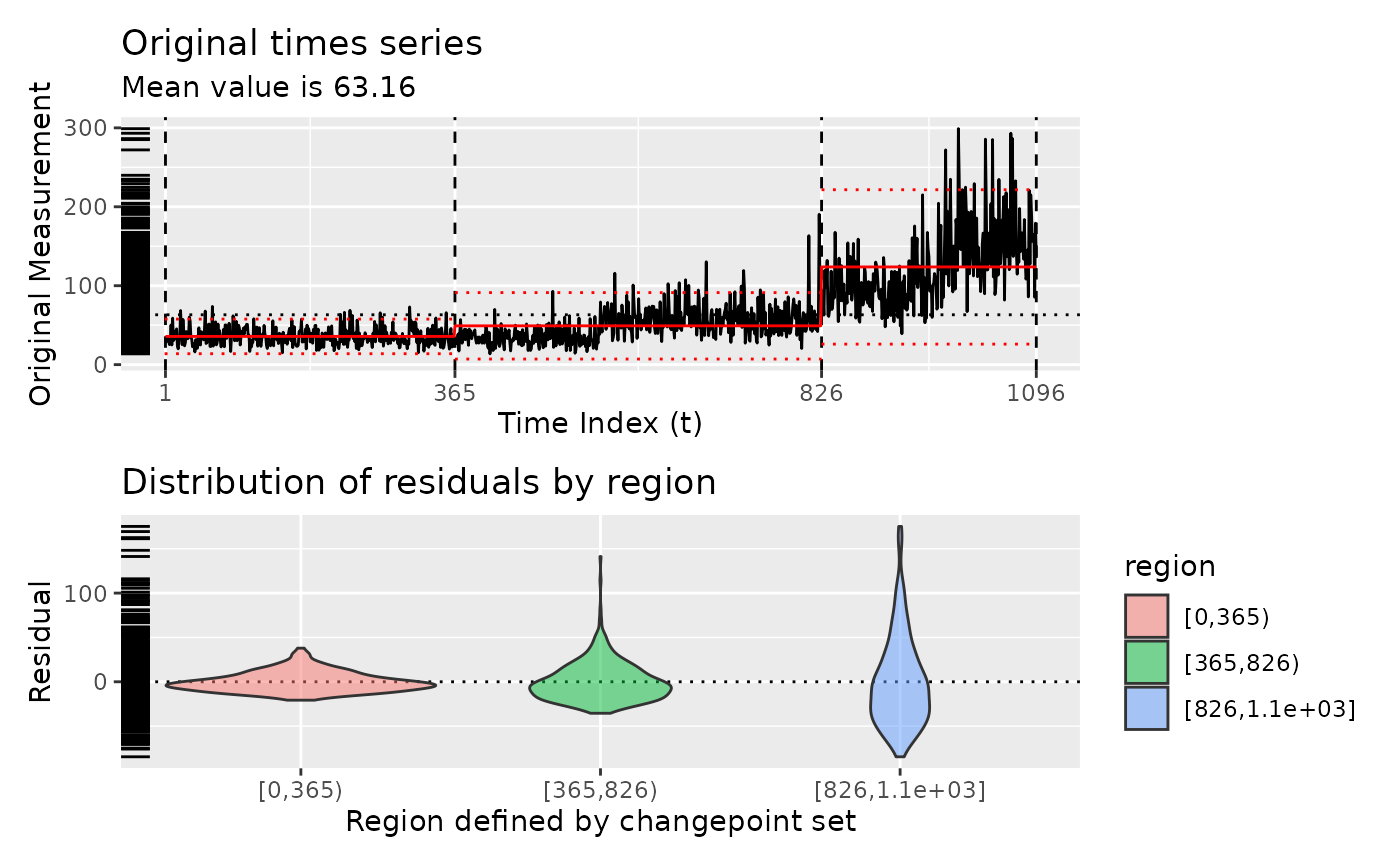 Original times series
Mean value is 63.16
Original Measurement
300
200
100
0
1 365 826 1096
Time Index (t)
Distribution of residuals by region
Residual
100
0
[0,365) [365,826) [826,1.1e+03]
Region defined by changepoint set
region
[0,365)
[365,826)
[826,1.1e+03]